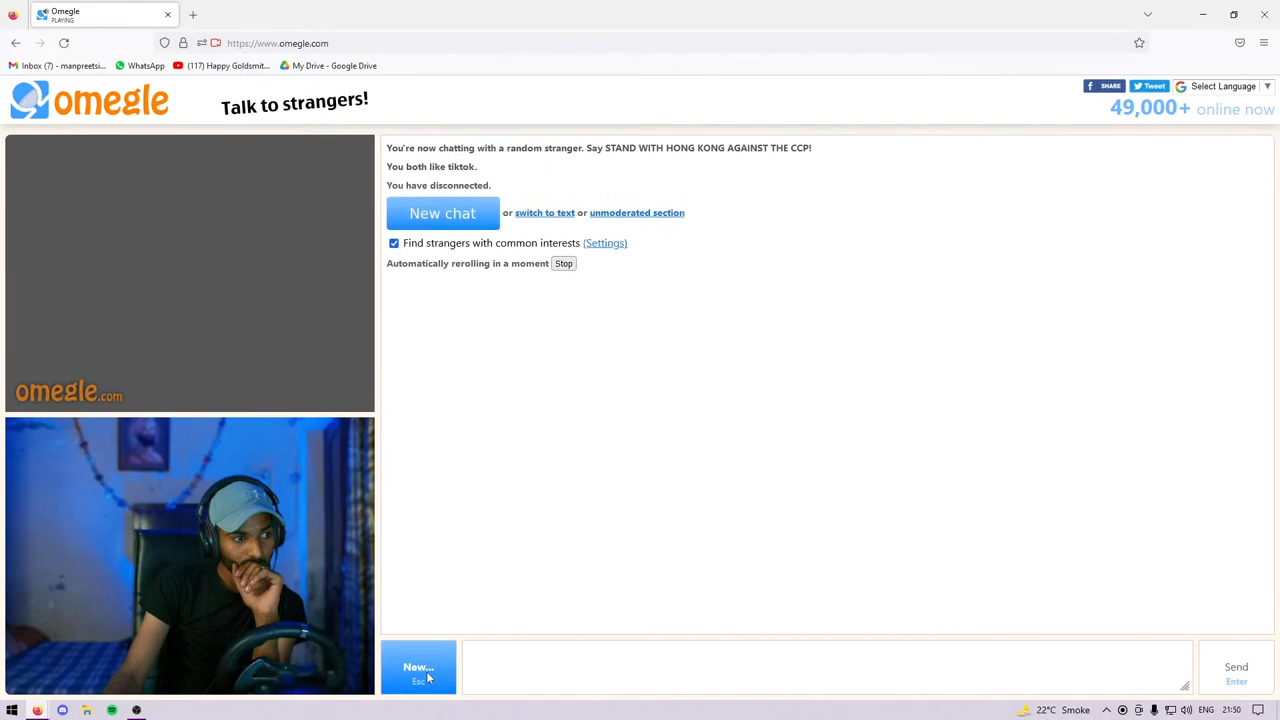 Omegle
PLAYING
https://www.omegle.com
Inbox (7) - manpreetsi...
WhatsApp
(117) Happy Goldsmit...
My Drive - Google Drive
omegle
Talk to strangers!
SHARE
Tweet
Select Language
49,000+ online now
You're now chatting with a random stranger. Say STAND WITH HONG KONG AGAINST THE CCP!
You both like tiktok.
You have disconnected.
New chat or switch to text or unmoderated section
Find strangers with common interests (Settings)
Automatically rerolling in a moment Stop
omegle.com
New...
Esc
Send
Enter
22°C Smoke
ENG
21:50